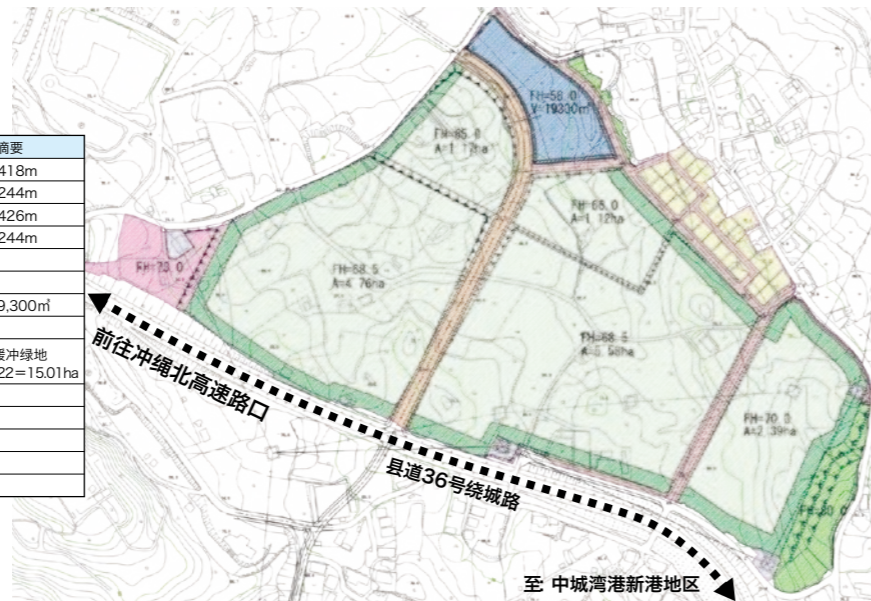 摘要
418m
244m
426m
244m
9,300㎡
缓冲绿地
22＝15.01ha
FH=58.0
V=19300m³
FH=65.0
A=1.17ha
FH=65.0
A=1.12ha
FH=73.0
FH=68.5
A=4.76ha
FH=68.5
FH=70.0
A=2.39ha
前往冲绳北高速路口
县道36号绕城路
至 中城湾港新港地区